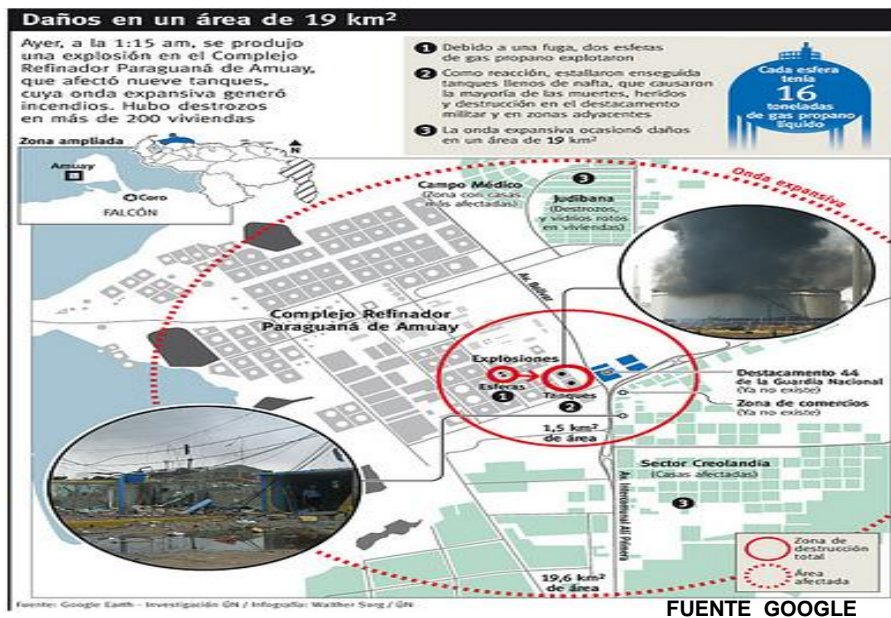 Daños en un área de 19 km²
Ayer, a la 1:15 am, se produjo
una explosión en el Complejo
Refinador Paraguaná de Amuay,
que afectó nueve tanques,
cuya onda expansiva generó
incendios. Hubo destrozos
en más de 200 viviendas
1 Debido a una fuga, dos esferas
de gas propano explotaron
2 Como reacción, estallaron enseguida
tanques llenos de nafta, que causaron
la mayoría de las muertes, heridos
y destrucción en el destacamento
militar y en zonas adyacentes
3 La onda expansiva ocasionó daños
en un área de 19 km²
Cada esfera
tenía
16
toneladas
de gas propano
líquido
Zona ampliada
N
Amuay
Coro
FALCÓN
Onda expansiva
Campo Médico
(Zona con casas
más afectadas)
3
Judibana
(Destrozos,
y vidrios rotos
en viviendas)
Av. Bolívar
Complejo Refinador
Paraguaná de Amuay
Explosiones
Esferas
1
Tanques
2
1,5 km²
de área
Destacamento 44
de la Guardia Nacional
(Ya no existe)
Zona de comercios
(Ya no existe)
Sector Creolandia
(Casas afectadas)
3
Av. Intercomunal Alí Primera
19,6 km²
de área
Zona de
destrucción
total
Área
afectada
Fuente: Google Earth - Investigación ÚN / Infografía: Walther Sorg / ÚN
FUENTE GOOGLE